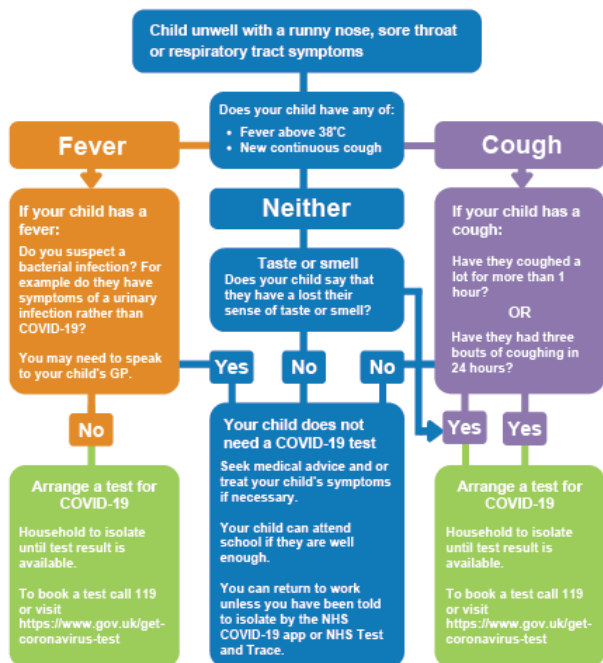 Child unwell with a runny nose, sore throat
or respiratory tract symptoms
Does your child have any of:
• Fever above 38°C
• New continuous cough
Fever
Cough
Neither
If your child has a
fever:
Do you suspect a
bacterial infection? For
example do they have
symptoms of a urinary
infection rather than
COVID-19?
You may need to speak
to your child's GP.
Taste or smell
Does your child say that
they have a lost their
sense of taste or smell?
If your child has a
cough:
Have they coughed
a lot for more than 1
hour?
OR
Have they had three
bouts of coughing in
24 hours?
Yes
No
No
No
Yes
Yes
Arrange a test for
COVID-19
Household to isolate
until test result is
available.
To book a test call 119
or visit
https://www.gov.uk/get-
coronavirus-test
Your child does not
need a COVID-19 test
Seek medical advice and or
treat your child's symptoms
if necessary.
Your child can attend
school if they are well
enough.
You can return to work
unless you have been told
to isolate by the NHS
COVID-19 app or NHS Test
and Trace.
Arrange a test for
COVID-19
Household to isolate
until test result is
available.
To book a test call 119
or visit
https://www.gov.uk/get-
coronavirus-test